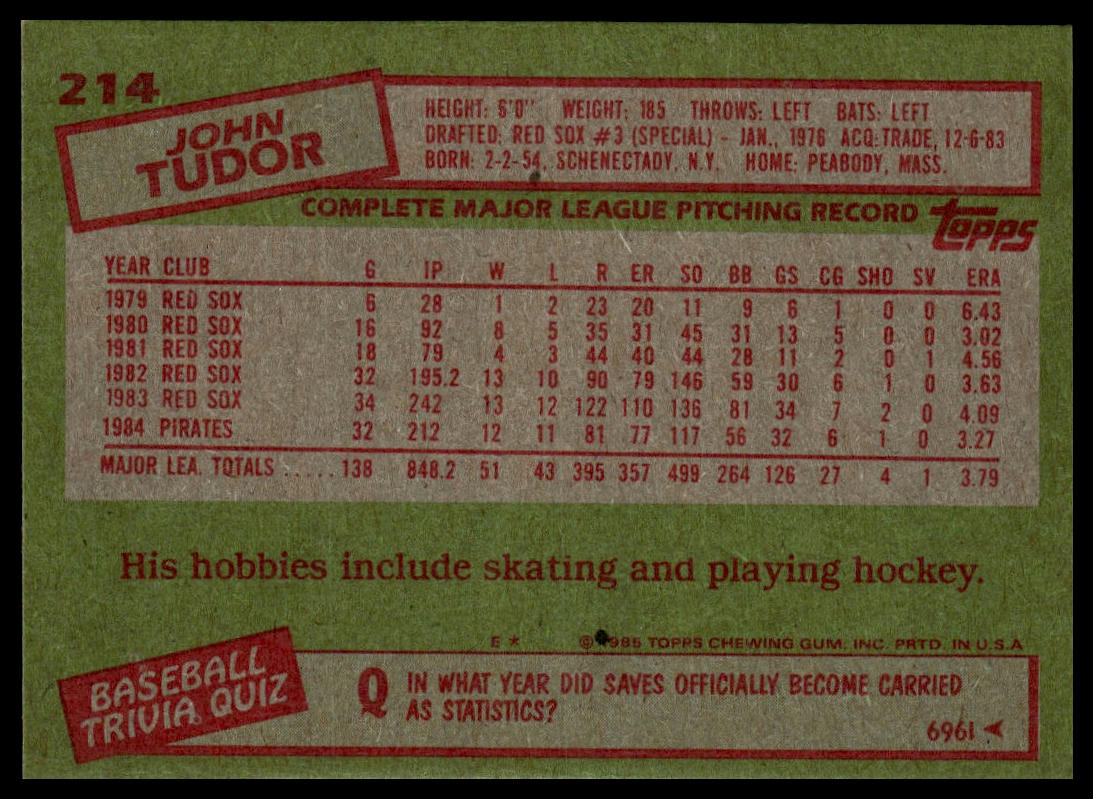 214
JOHN
TUDOR
HEIGHT: 6'0" WEIGHT: 185 THROWS: LEFT BATS: LEFT
DRAFTED: RED SOX #3 (SPECIAL) - JAN., 1976 ACQ: TRADE, 12-6-83
BORN: 2-2-54, SCHENECTADY, N.Y. HOME: PEABODY, MASS.
COMPLETE MAJOR LEAGUE PITCHING RECORD topps
YEAR CLUB G IP W L R ER SO BB GS CG SHO SV ERA
1979 RED SOX 6 28 1 2 23 20 11 9 6 1 0 0 6.43
1980 RED SOX 16 92 8 5 35 31 45 31 13 5 0 0 3.02
1981 RED SOX 18 79 4 3 44 40 44 28 11 2 0 1 4.56
1982 RED SOX 32 195.2 13 10 90 79 146 59 30 6 1 0 3.63
1983 RED SOX 34 242 13 12 122 110 136 81 34 7 2 0 4.09
1984 PIRATES 32 212 12 11 81 77 117 56 32 6 1 0 3.27
MAJOR LEA. TOTALS ..... 138 848.2 51 43 395 357 499 264 126 27 4 1 3.79
His hobbies include skating and playing hockey.
E * © 1985 TOPPS CHEWING GUM, INC. PRTD. IN U.S.A
BASEBALL
TRIVIA QUIZ
Q IN WHAT YEAR DID SAVES OFFICIALLY BECOME CARRIED
AS STATISTICS?
1969